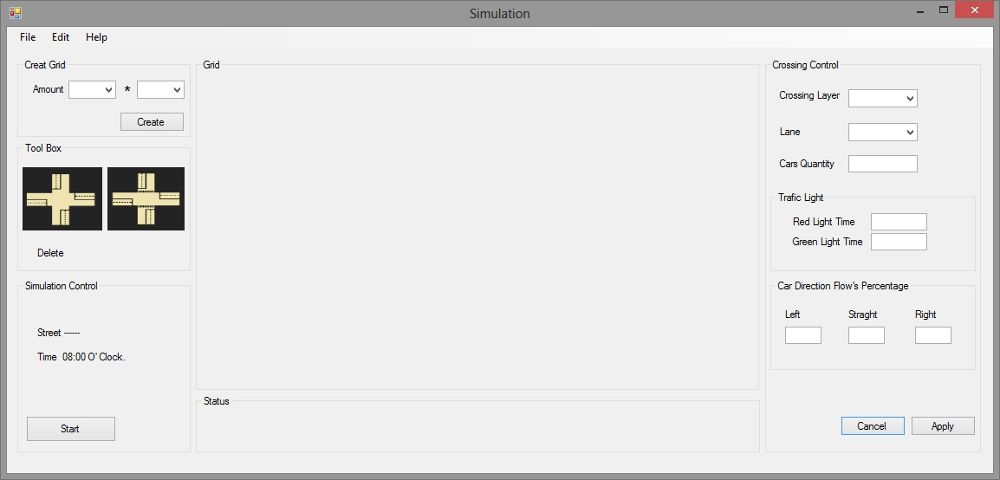 Simulation
File Edit Help
Creat Grid
Amount * 
Create
Tool Box
Delete
Simulation Control
Street ------
Time 08:00 O' Clock.
Start
Grid
Status
Crossing Control
Crossing Layer
Lane
Cars Quantity
Trafic Light
Red Light Time
Green Light Time
Car Direction Flow's Percentage
Left Straght Right
Cancel Apply